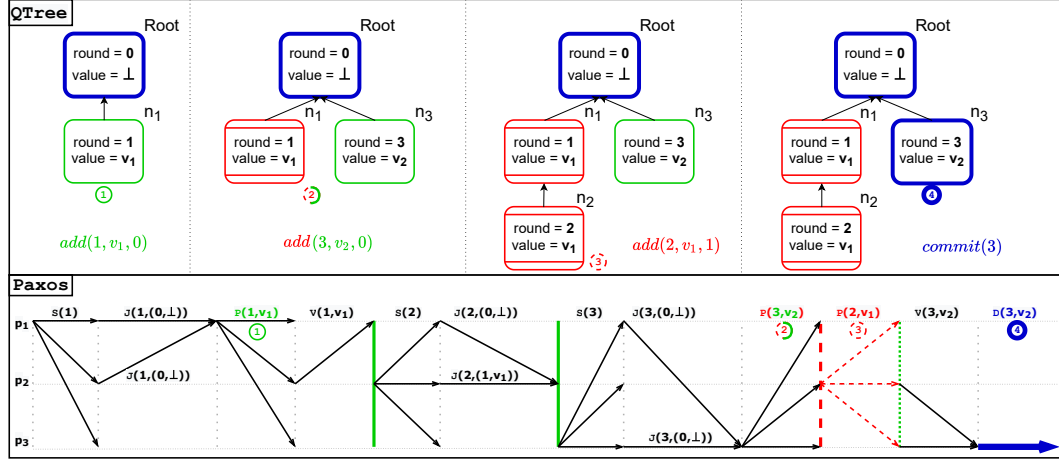 QTree
Root
round = 0
value = ⊥
n1
round = 1
value = v1
1
add(1, v1, 0)
Root
round = 0
value = ⊥
n1
n3
round = 1
value = v1
round = 3
value = v2
2
add(3, v2, 0)
Root
round = 0
value = ⊥
n1
n3
round = 1
value = v1
round = 3
value = v2
n2
round = 2
value = v1
3
add(2, v1, 1)
Root
round = 0
value = ⊥
n1
n3
round = 1
value = v1
round = 3
value = v2
4
n2
round = 2
value = v1
commit(3)
Paxos
S(1) J(1,(0,⊥)) P(1,v1) V(1,v1) S(2) J(2,(0,⊥)) S(3) J(3,(0,⊥)) P(3,v2) P(2,v1) V(3,v2) D(3,v2)
p1 1 2 3 4
J(1,(0,⊥)) J(2,(1,v1))
p2
J(3,(0,⊥))
p3